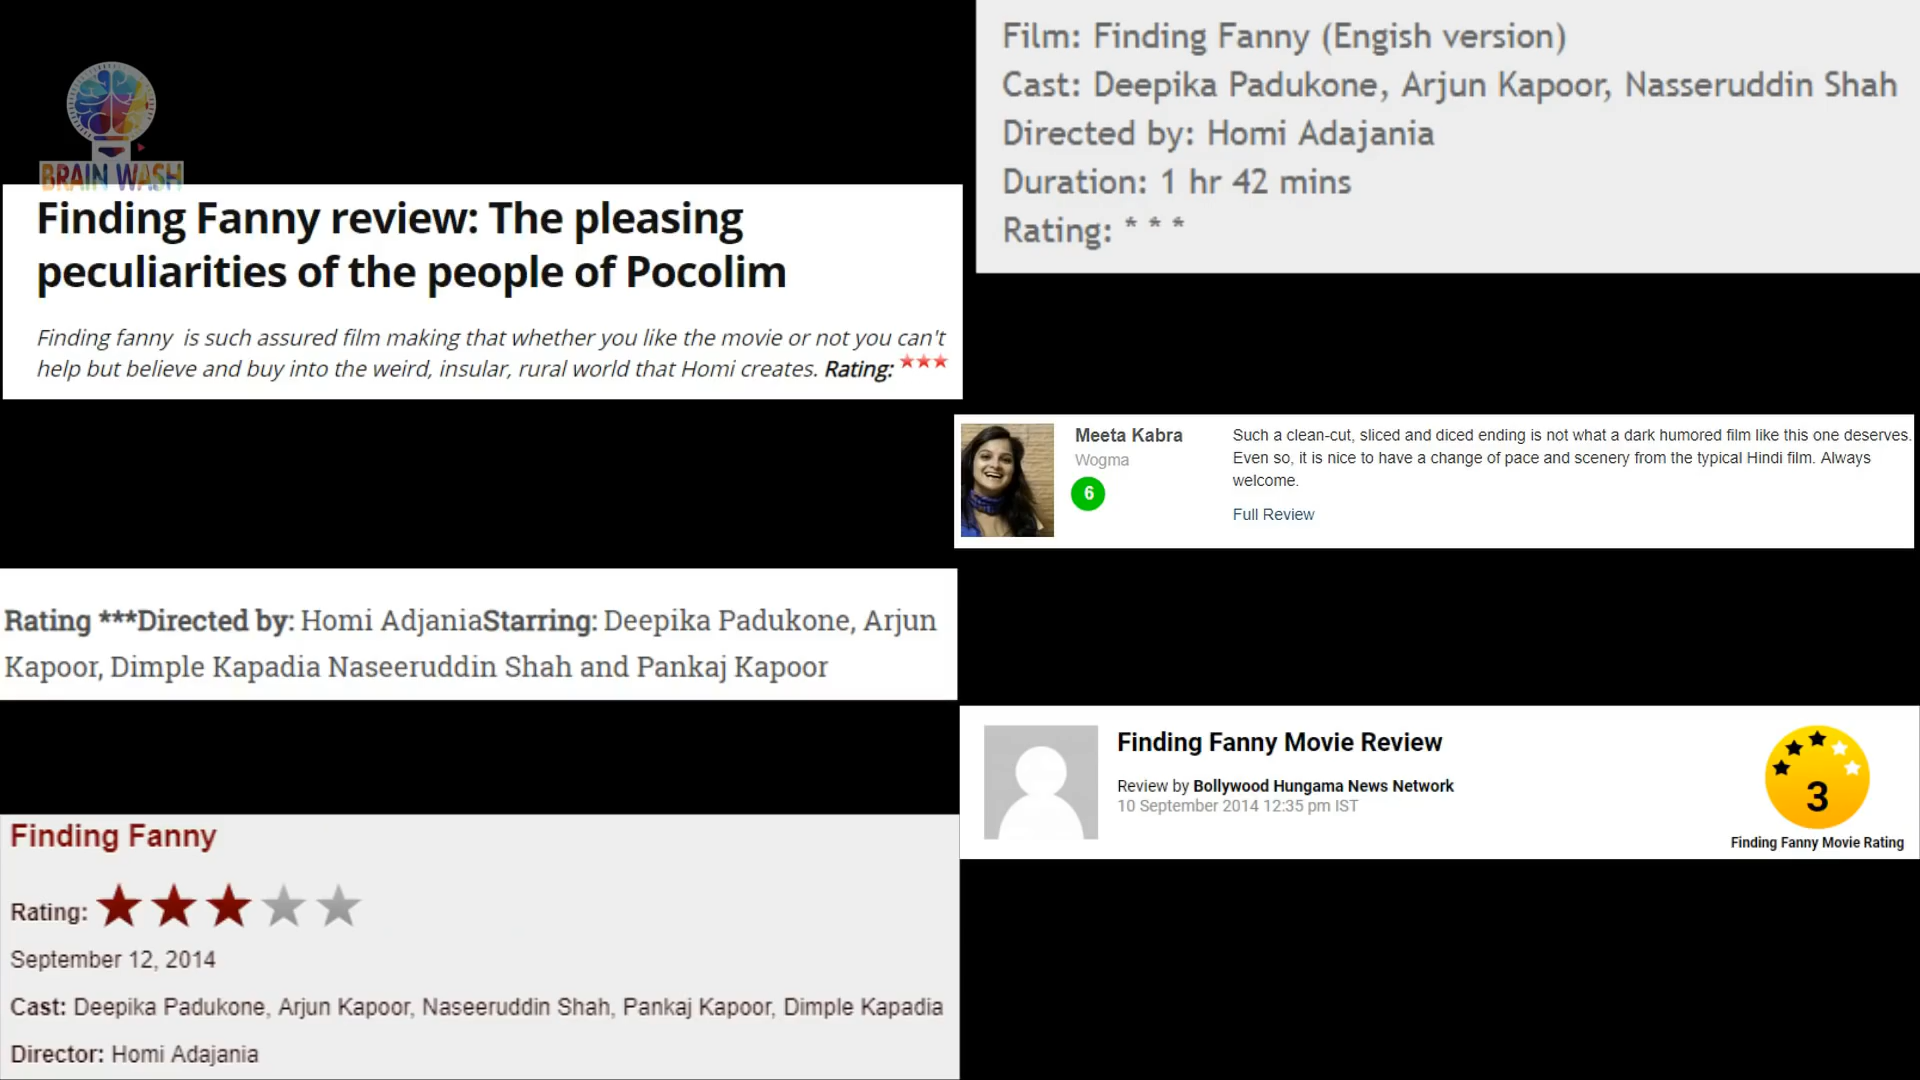 BRAIN WASH
Finding Fanny review: The pleasing
peculiarities of the people of Pocolim
Finding fanny is such assured film making that whether you like the movie or not you can't
help but believe and buy into the weird, insular, rural world that Homi creates. Rating: ★★★
Film: Finding Fanny (Engish version)
Cast: Deepika Padukone, Arjun Kapoor, Nasseruddin Shah
Directed by: Homi Adajania
Duration: 1 hr 42 mins
Rating: * * *
Meeta Kabra
Wogma
6
Such a clean-cut, sliced and diced ending is not what a dark humored film like this one deserves.
Even so, it is nice to have a change of pace and scenery from the typical Hindi film. Always
welcome.
Full Review
Rating ***Directed by: Homi AdjaniaStarring: Deepika Padukone, Arjun
Kapoor, Dimple Kapadia Naseeruddin Shah and Pankaj Kapoor
Finding Fanny Movie Review
Review by Bollywood Hungama News Network
10 September 2014 12:35 pm IST
3
Finding Fanny Movie Rating
Finding Fanny
Rating: ★★★★★
September 12, 2014
Cast: Deepika Padukone, Arjun Kapoor, Naseeruddin Shah, Pankaj Kapoor, Dimple Kapadia
Director: Homi Adajania